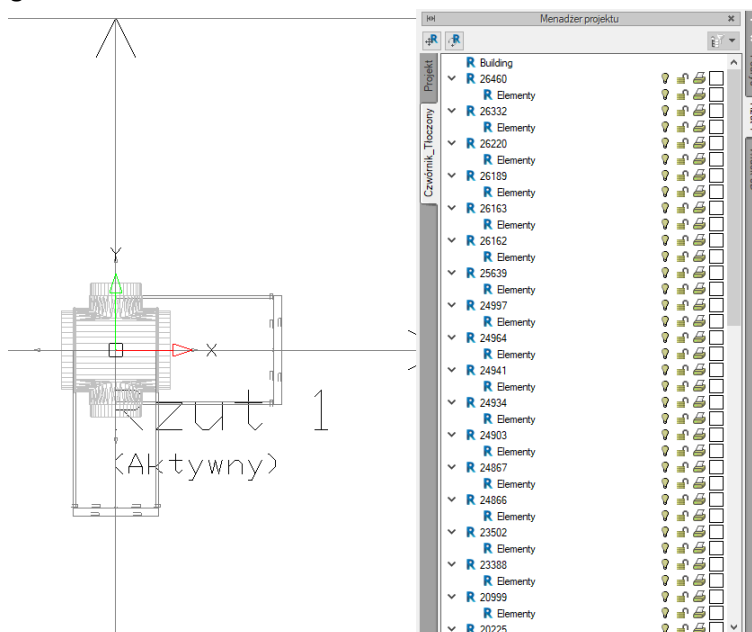 Y
X
Rzut 1
(Aktywny)
Menadżer projektu
R
R
Projekt
Czwórnik_Tłoczony
R Building
R 26460
R Elementy
R 26332
R Elementy
R 26220
R Elementy
R 26189
R Elementy
R 26163
R Elementy
R 26162
R Elementy
R 25639
R Elementy
R 24997
R Elementy
R 24964
R Elementy
R 24941
R Elementy
R 24934
R Elementy
R 24903
R Elementy
R 24867
R Elementy
R 24866
R Elementy
R 23502
R Elementy
R 23388
R Elementy
R 20999
R Elementy
R 20225